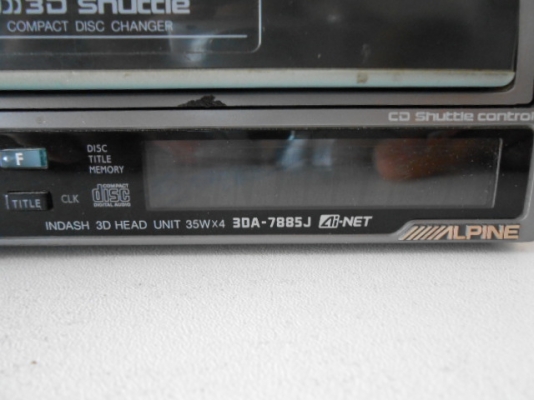 3D Shuttle
COMPACT DISC CHANGER
CD Shuttle control
F
DISC
TITLE
MEMORY
TITLE
CLK
COMPACT
disc
DIGITAL AUDIO
INDASH 3D HEAD UNIT 35W×4 3DA-7885J Ai-NET
ALPINE